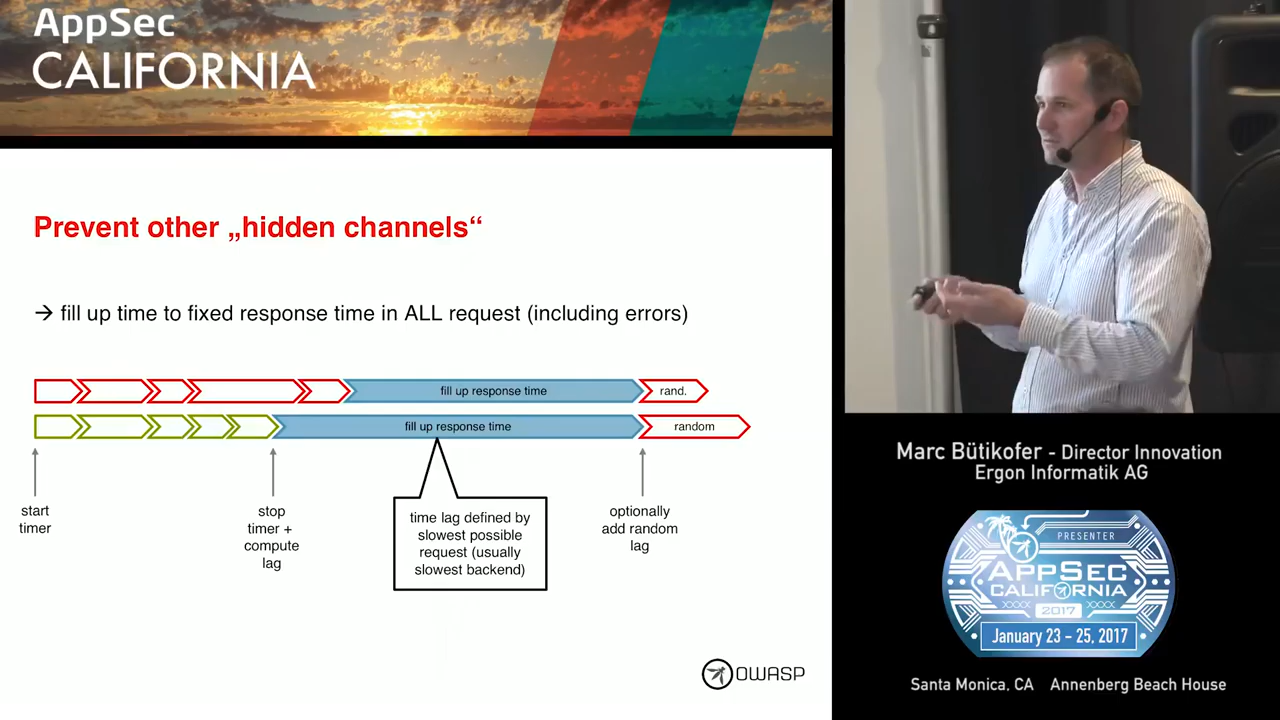 AppSec
CALIFORNIA
Prevent other „hidden channels“
→ fill up time to fixed response time in ALL request (including errors)
fill up response time
rand.
fill up response time
random
start
timer
stop
timer +
compute
lag
time lag defined by
slowest possible
request (usually
slowest backend)
optionally
add random
lag
OWASP
Marc Bütikofer - Director Innovation
Ergon Informatik AG
PRESENTER
APPSEC
CALIFORNIA
2017
January 23 – 25, 2017
Santa Monica, CA Annenberg Beach House